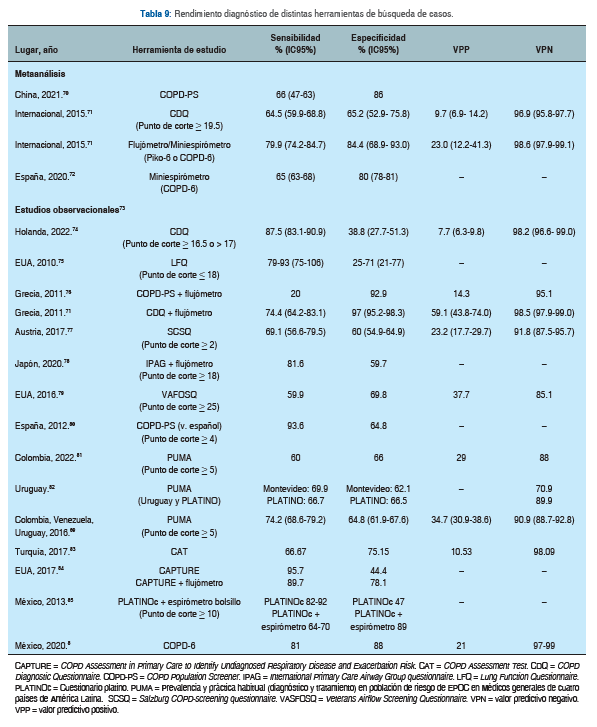 Tabla 9: Rendimiento diagnóstico de distintas herramientas de búsqueda de casos.
Lugar, año Herramienta de estudio Sensibilidad % (IC95%) Especificidad % (IC95%) VPP VPN
Metaanálisis
China, 2021.⁷⁰ COPD-PS 66 (47-63) 86
Internacional, 2015.⁷¹ CDQ 64.5 (59.9-68.8) 65.2 (52.9- 75.8) 9.7 (6.9- 14.2) 96.9 (95.8-97.7)
(Punto de corte ≥ 19.5)
Internacional, 2015.⁷¹ Flujómetro/Miniespirómetro 79.9 (74.2-84.7) 84.4 (68.9- 93.0) 23.0 (12.2-41.3) 98.6 (97.9-99.1)
(Piko-6 o COPD-6)
España, 2020.⁷² Miniespirómetro 65 (63-68) 80 (78-81) – –
(COPD-6)
Estudios observacionales⁷³
Holanda, 2022.⁷⁴ CDQ 87.5 (83.1-90.9) 38.8 (27.7-51.3) 7.7 (6.3-9.8) 98.2 (96.6- 99.0)
(Punto de corte ≥ 16.5 o > 17)
EUA, 2010.⁷⁵ LFQ 79-93 (75-106) 25-71 (21-77) – –
(Punto de corte ≤ 18)
Grecia, 2011.⁷⁶ COPD-PS + flujómetro 20 92.9 14.3 95.1
Grecia, 2011.⁷¹ CDQ + flujómetro 74.4 (64.2-83.1) 97 (95.2-98.3) 59.1 (43.8-74.0) 98.5 (97.9-99.0)
Austria, 2017.⁷⁷ SCSQ 69.1 (56.6-79.5) 60 (54.9-64.9) 23.2 (17.7-29.7) 91.8 (87.5-95.7)
(Punto de corte ≥ 2)
Japón, 2020.⁷⁸ IPAG + flujómetro 81.6 59.7 – –
(Punto de corte ≥ 18)
EUA, 2016.⁷⁹ VAFOSQ 59.9 69.8 37.7 85.1
(Punto de corte ≥ 25)
España, 2012.⁸⁰ COPD-PS (v. español) 93.6 64.8 – –
(Punto de corte ≥ 4)
Colombia, 2022.⁸¹ PUMA 60 66 29 88
(Punto de corte ≥ 5)
Uruguay.⁸² PUMA Montevideo: 69.9 Montevideo: 62.1 – 70.9
(Uruguay y PLATINO) PLATINO: 66.7 PLATINO: 66.5 89.9
Colombia, Venezuela, PUMA 74.2 (68.6-79.2) 64.8 (61.9-67.6) 34.7 (30.9-38.6) 90.9 (88.7-92.8)
Uruguay, 2016.⁶⁹ (Punto de corte ≥ 5)
Turquía, 2017.⁸³ CAT 66.67 75.15 10.53 98.09
EUA, 2017.⁸⁴ CAPTURE 95.7 44.4 – –
CAPTURE + flujómetro 89.7 78.1
México, 2013.⁸⁵ PLATINOc + espirómetro bolsillo PLATINOc 82-92 PLATINOc 47 – –
(Punto de corte ≥ 10) PLATINOc + PLATINOc +
espirómetro 64-70 espirómetro 89
México, 2020.⁸ COPD-6 81 88 21 97-99
CAPTURE = COPD Assessment in Primary Care to Identify Undiagnosed Respiratory Disease and Exacerbation Risk. CAT = COPD Assessment Test. CDQ = COPD
Diagnostic Questionnaire. COPD-PS = COPD Population Screener. IPAG = International Primary Care Airway Group questionnaire. LFQ = Lung Function Questionnaire.
PLATINOc = Cuestionario platino. PUMA = Prevalencia y práctica habitual (diagnóstico y tratamiento) en población de riesgo de EPOC en Médicos generales de cuatro
países de América Latina. SCSQ = Salzburg COPD-screening questionnaire. VASFOSQ = Veterans Airflow Screening Questionnaire. VPN = valor predictivo negativo.
VPP = valor predictivo positivo.